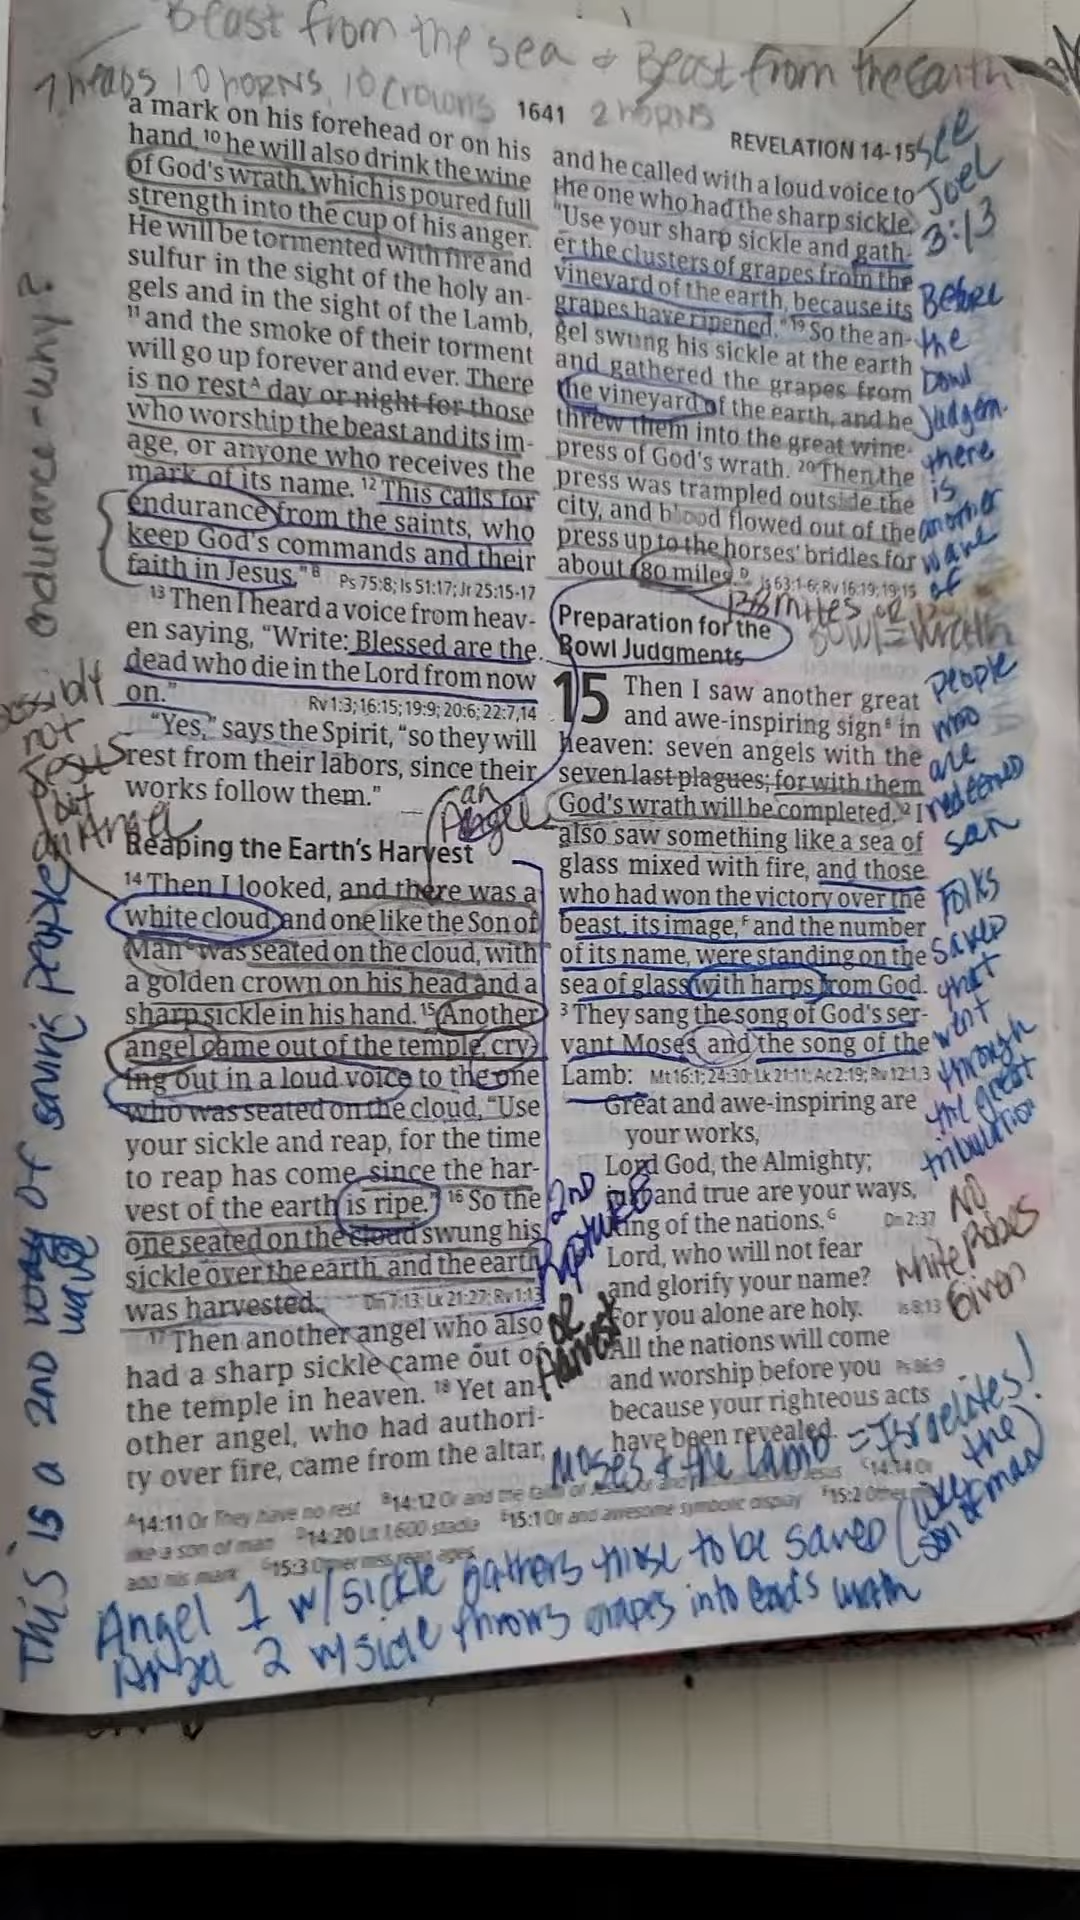 Beast from the sea & Beast from the Earth
7 heads 10 horns, 10 crowns 2 horns
1641
REVELATION 14-15
a mark on his forehead or on his
hand, 10 he will also drink the wine
of God's wrath, which is poured full
strength into the cup of his anger.
He will be tormented with fire and
sulfur in the sight of the holy an-
gels and in the sight of the Lamb,
11 and the smoke of their torment
will go up forever and ever. There
is no rest A day or night for those
who worship the beast and its im-
age, or anyone who receives the
mark of its name. 12 This calls for
endurance from the saints, who
keep God's commands and their
faith in Jesus." B Ps 75:8; Is 51:17; Jr 25:15-17
13 Then I heard a voice from heav-
en saying, "Write: Blessed are the
dead who die in the Lord from now
on." Rv 1:3; 16:15; 19:9; 20:6; 22:7,14
"Yes," says the Spirit, "so they will
rest from their labors, since their
works follow them."
an
Angel
Reaping the Earth's Harvest
14 Then I looked, and there was a
white cloud and one like the Son of
Man C was seated on the cloud, with
a golden crown on his head and a
sharp sickle in his hand. 15 Another
angel came out of the temple, cry-
ing out in a loud voice to the one
who was seated on the cloud, "Use
your sickle and reap, for the time
to reap has come, since the har-
vest of the earth is ripe." 16 So the
one seated on the cloud swung his
sickle over the earth, and the earth
was harvested. Dn 7:13; Lk 21:27; Rv 1:13
17 Then another angel who also
had a sharp sickle came out of
the temple in heaven. 18 Yet an-
other angel, who had authori-
ty over fire, came from the altar,
endurance - why?
possibly
not
Jesus
but
an Angel
This is a 2nd way of saving people
wave
2nd
Rapture
or
Harvest
and he called with a loud voice to
the one who had the sharp sickle,
"Use your sharp sickle and gath-
er the clusters of grapes from the
vineyard of the earth, because its
grapes have ripened." 19 So the an-
gel swung his sickle at the earth
and gathered the grapes from
the vineyard of the earth, and he
threw them into the great wine-
press of God's wrath. 20 Then the
press was trampled outside the
city, and blood flowed out of the
press up to the horses' bridles for
about 180 miles. D Is 63:1-6; Rv 16:19; 19:15
Bowl = Wrath
Preparation for the
Bowl Judgments
15 Then I saw another great
and awe-inspiring sign E in
heaven: seven angels with the
seven last plagues; for with them
God's wrath will be completed. 2 I
also saw something like a sea of
glass mixed with fire, and those
who had won the victory over the
beast, its image, F and the number
of its name, were standing on the
sea of glass with harps from God.
3 They sang the song of God's ser-
vant Moses and the song of the
Lamb: Mt 16:1; 24:30; Lk 21:11; Ac 2:19; Rv 12:1,3
Great and awe-inspiring are
your works,
Lord God, the Almighty;
just and true are your ways,
King of the nations. G Dn 2:37
Lord, who will not fear
and glorify your name?
For you alone are holy. Is 8:13
All the nations will come
and worship before you Ps 86:9
because your righteous acts
have been revealed.
See
Joel
3:13
Before
the
bowl
Judgem.
there
is
another
wave
of
people
who
are
redeemed
Folks
saved
that
went
through
the great
tribulation
NO
White Robes
Given
Moses & the Lamb = Israelites!
A 14:11 Or They have no rest B 14:12 Or and the faith of Jesus C 14:14 Or
like a son of man D 14:20 Lit 1,600 stadia E 15:1 Or and awesome symbolic display F 15:2 Other
add his mark G 15:3 Other mss read ages
Angel 1 w/ sickle gathers those to be saved (like the son of man)
Angel 2 w/ sicle throws grapes into wrath